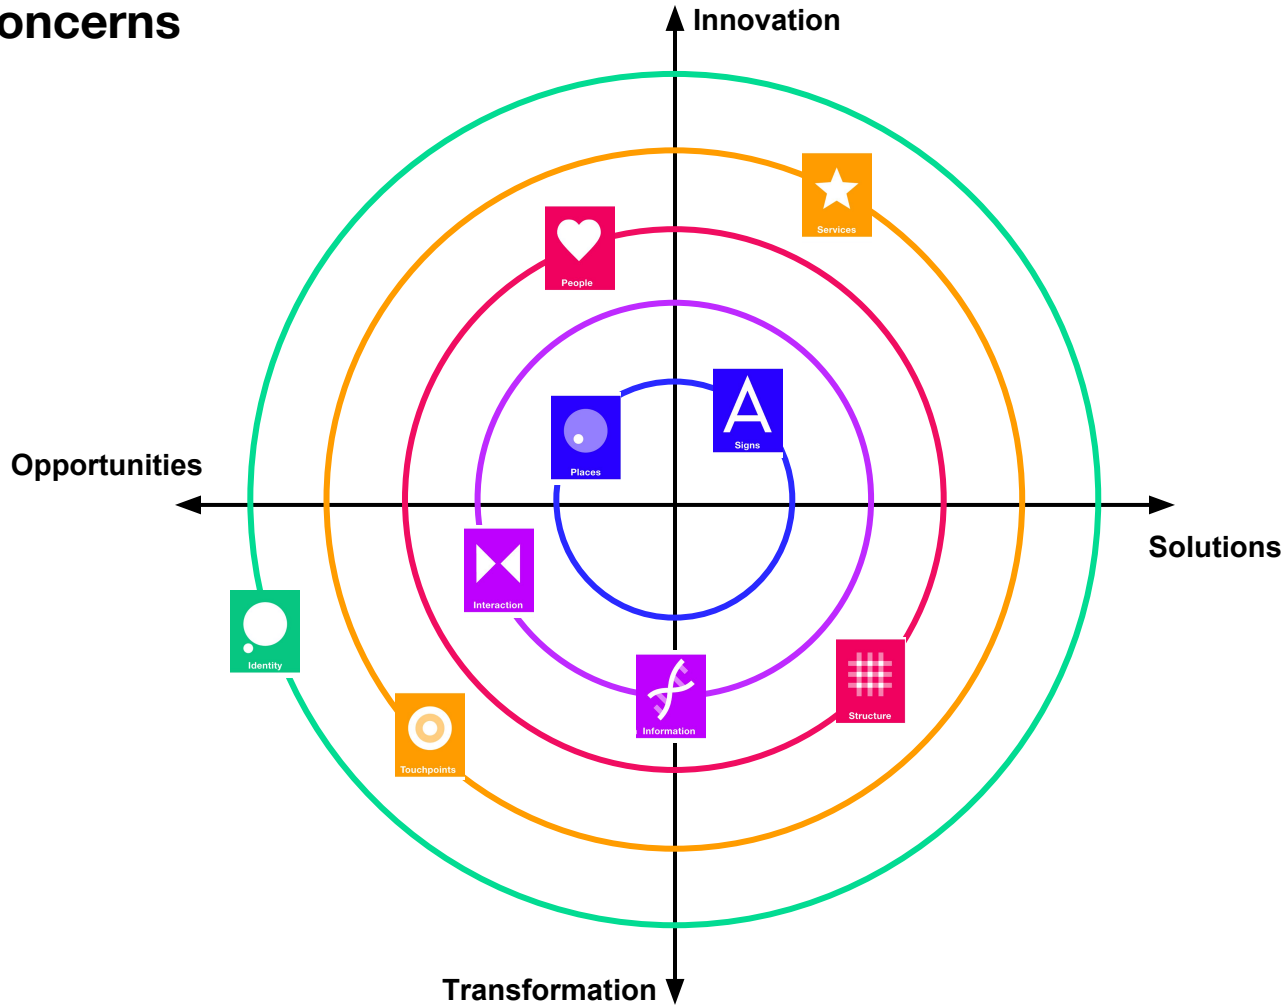 oncerns
Innovation
Services
People
Signs
Opportunities
Places
Solutions
Interaction
Identity
Structure
Information
Touchpoints
Transformation